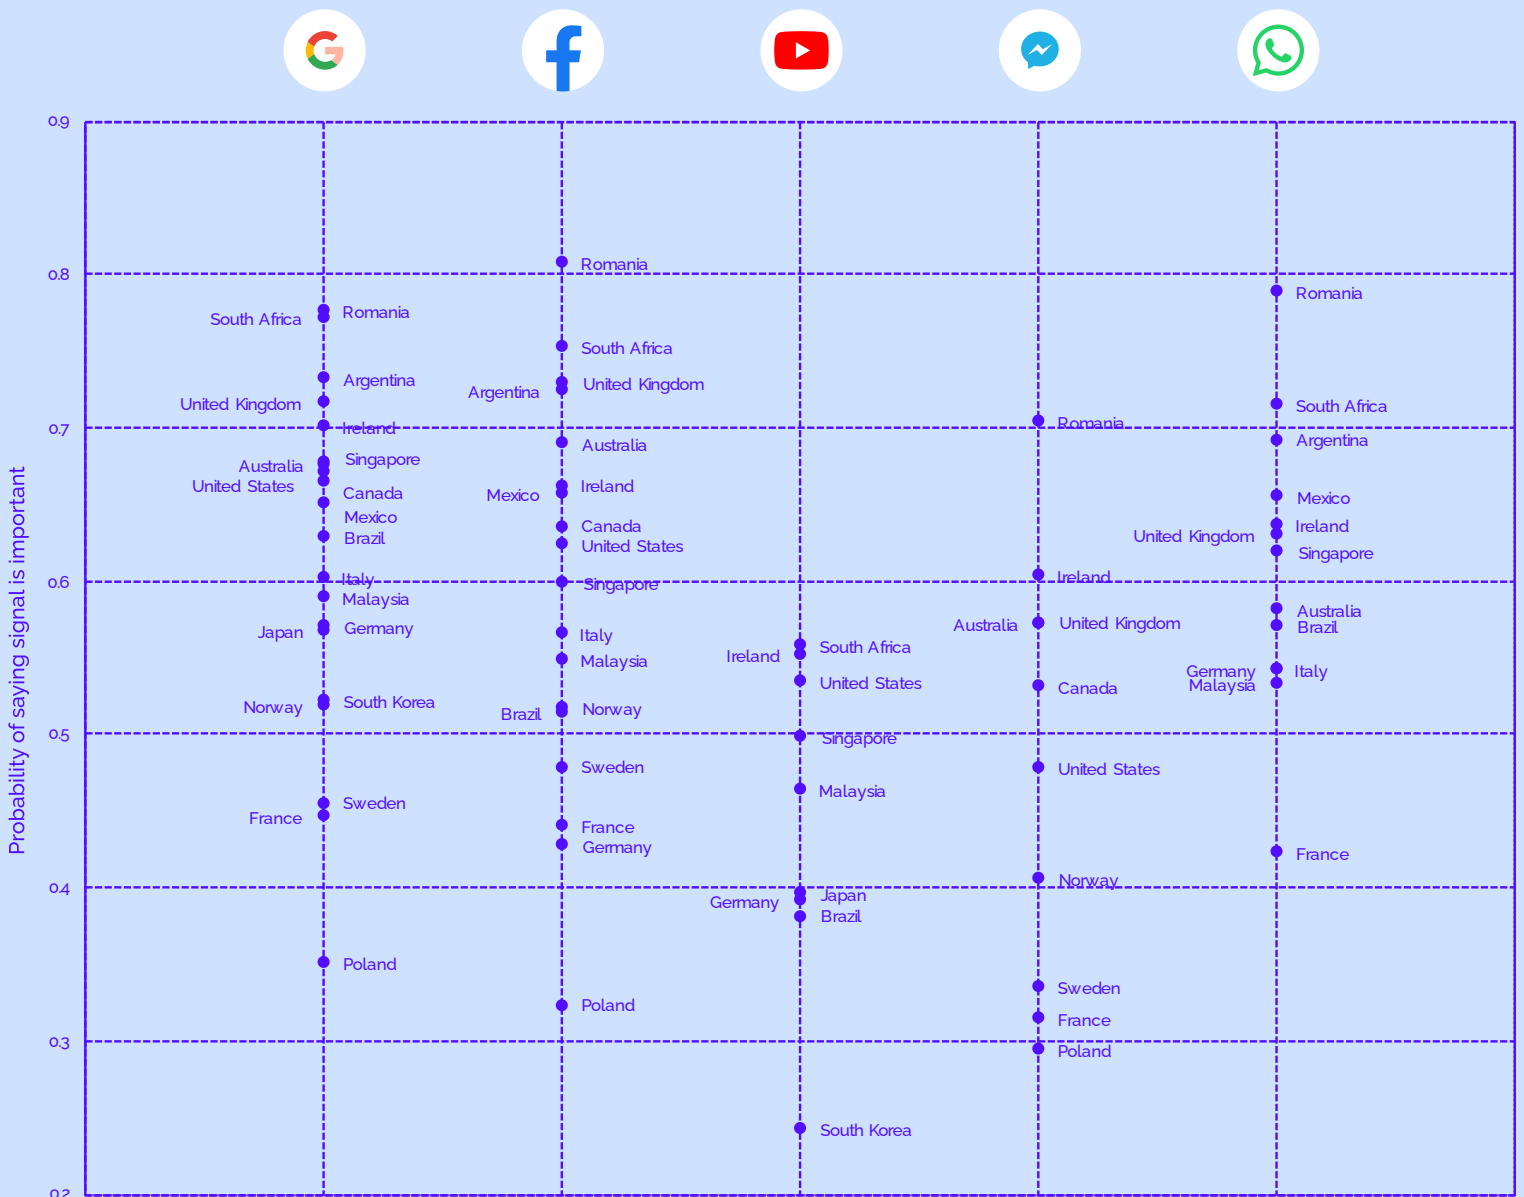 0.9
0.8
0.7
0.6
0.5
0.4
0.3
0.2
Probability of saying signal is important
Romania
South Africa
Argentina
United Kingdom
Ireland
Singapore
Australia
United States
Canada
Mexico
Brazil
Italy
Malaysia
Germany
Japan
South Korea
Norway
Sweden
France
Poland
Romania
South Africa
United Kingdom
Argentina
Australia
Ireland
Mexico
Canada
United States
Singapore
Italy
Malaysia
Norway
Brazil
Sweden
France
Germany
Poland
South Africa
Ireland
United States
Singapore
Malaysia
Japan
Germany
Brazil
South Korea
Romania
Ireland
United Kingdom
Australia
Canada
United States
Norway
Sweden
France
Poland
Romania
South Africa
Argentina
Mexico
Ireland
United Kingdom
Singapore
Australia
Brazil
Germany
Italy
Malaysia
France